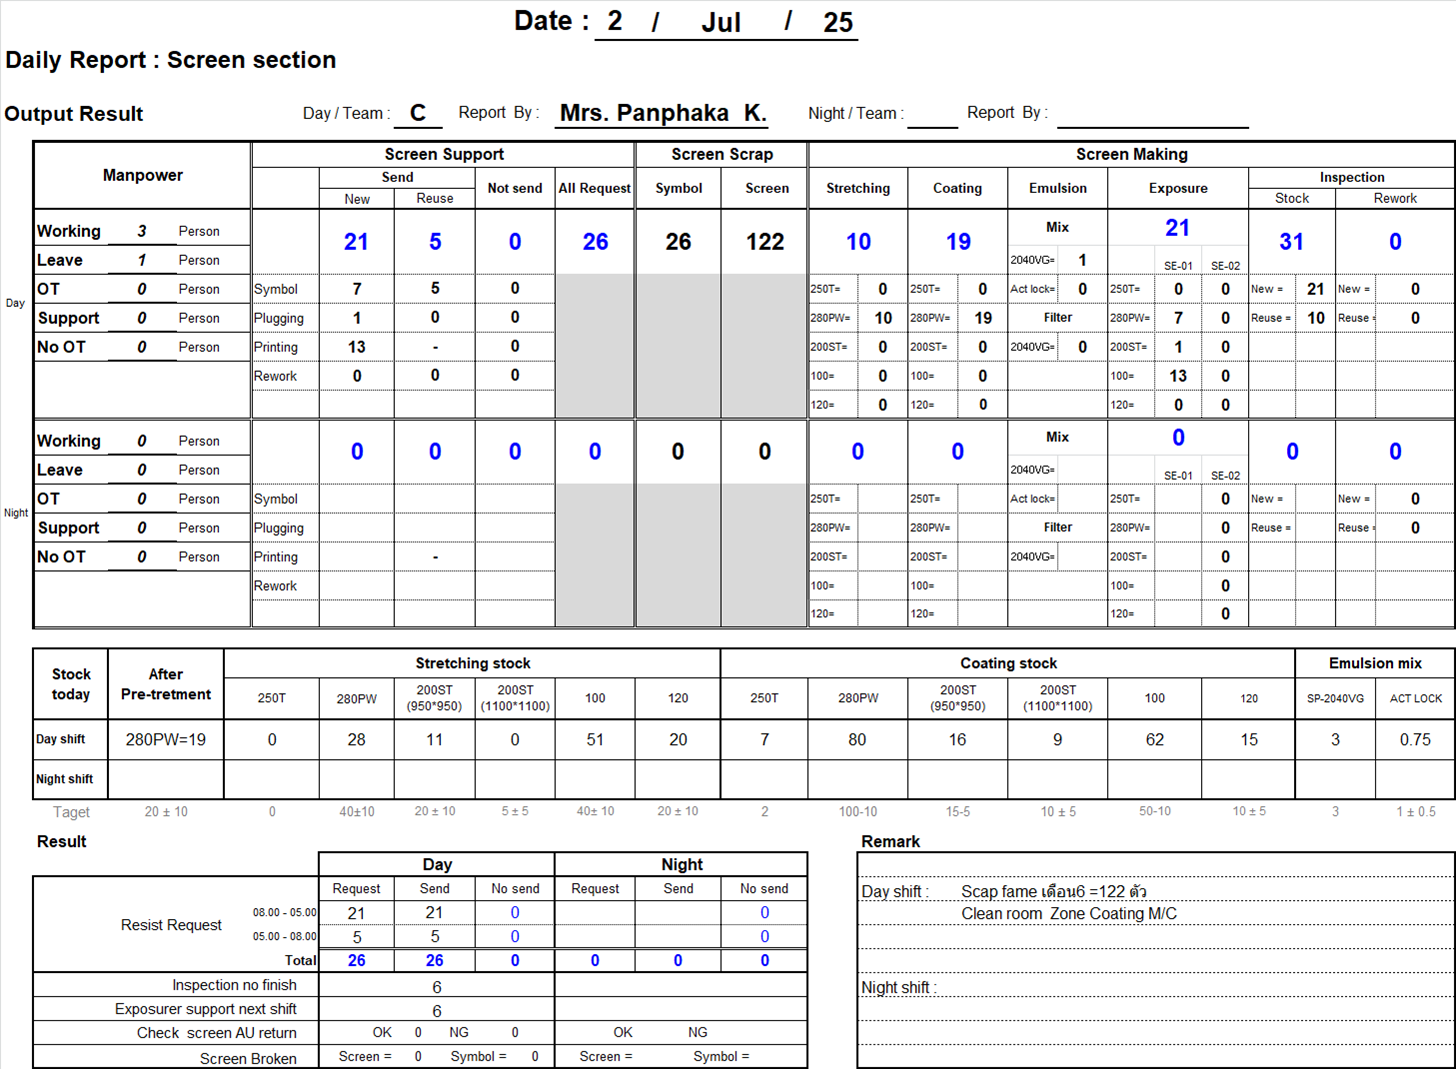 Date : 2 / Jul / 25
Daily Report : Screen section
Output Result Day / Team : C Report By : Mrs. Panphaka K. Night / Team : Report By :
Manpower Screen Support Screen Scrap Screen Making
Send Not send All Request Symbol Screen Stretching Coating Emulsion Exposure Inspection
New Reuse Stock Rework
Day
Working 3 Person 21 5 0 26 26 122 10 19 Mix 21 31 0
Leave 1 Person 2040VG= 1 SE-01 SE-02
OT 0 Person Symbol 7 5 0 250T= 0 250T= 0 Act lock= 0 250T= 0 0 New = 21 New = 0
Support 0 Person Plugging 1 0 0 280PW= 10 280PW= 19 Filter 280PW= 7 0 Reuse = 10 Reuse = 0
No OT 0 Person Printing 13 - 0 200ST= 0 200ST= 0 2040VG= 0 200ST= 1 0
Rework 0 0 0 100= 0 100= 0 100= 13 0
120= 0 120= 0 120= 0 0
Night
Working 0 Person 0 0 0 0 0 0 0 0 Mix 0 0 0
Leave 0 Person 2040VG= SE-01 SE-02
OT 0 Person Symbol 250T= 250T= Act lock= 250T= 0 New = New = 0
Support 0 Person Plugging 280PW= 280PW= Filter 280PW= 0 Reuse = Reuse = 0
No OT 0 Person Printing - 200ST= 200ST= 2040VG= 200ST= 0
Rework 100= 100= 100= 0
120= 120= 120= 0
Stock today After Pre-tretment Stretching stock Coating stock Emulsion mix
250T 280PW 200ST (950*950) 200ST (1100*1100) 100 120 250T 280PW 200ST (950*950) 200ST (1100*1100) 100 120 SP-2040VG ACT LOCK
Day shift 280PW=19 0 28 11 0 51 20 7 80 16 9 62 15 3 0.75
Night shift
Taget 20 ± 10 0 40±10 20 ± 10 5 ± 5 40± 10 20 ± 10 2 100-10 15-5 10 ± 5 50-10 10 ± 5 3 1 ± 0.5
Result Remark
Day Night
Request Send No send Request Send No send
Resist Request
08.00 - 05.00 21 21 0 0
05.00 - 08.00 5 5 0 0
Total 26 26 0 0 0 0
Inspection no finish 6
Exposurer support next shift 6
Check screen AU return OK 0 NG 0 OK NG
Screen Broken Screen = 0 Symbol = 0 Screen = Symbol =
Day shift : Scap fame เดือน6 =122 ตัว
Clean room Zone Coating M/C
Night shift :